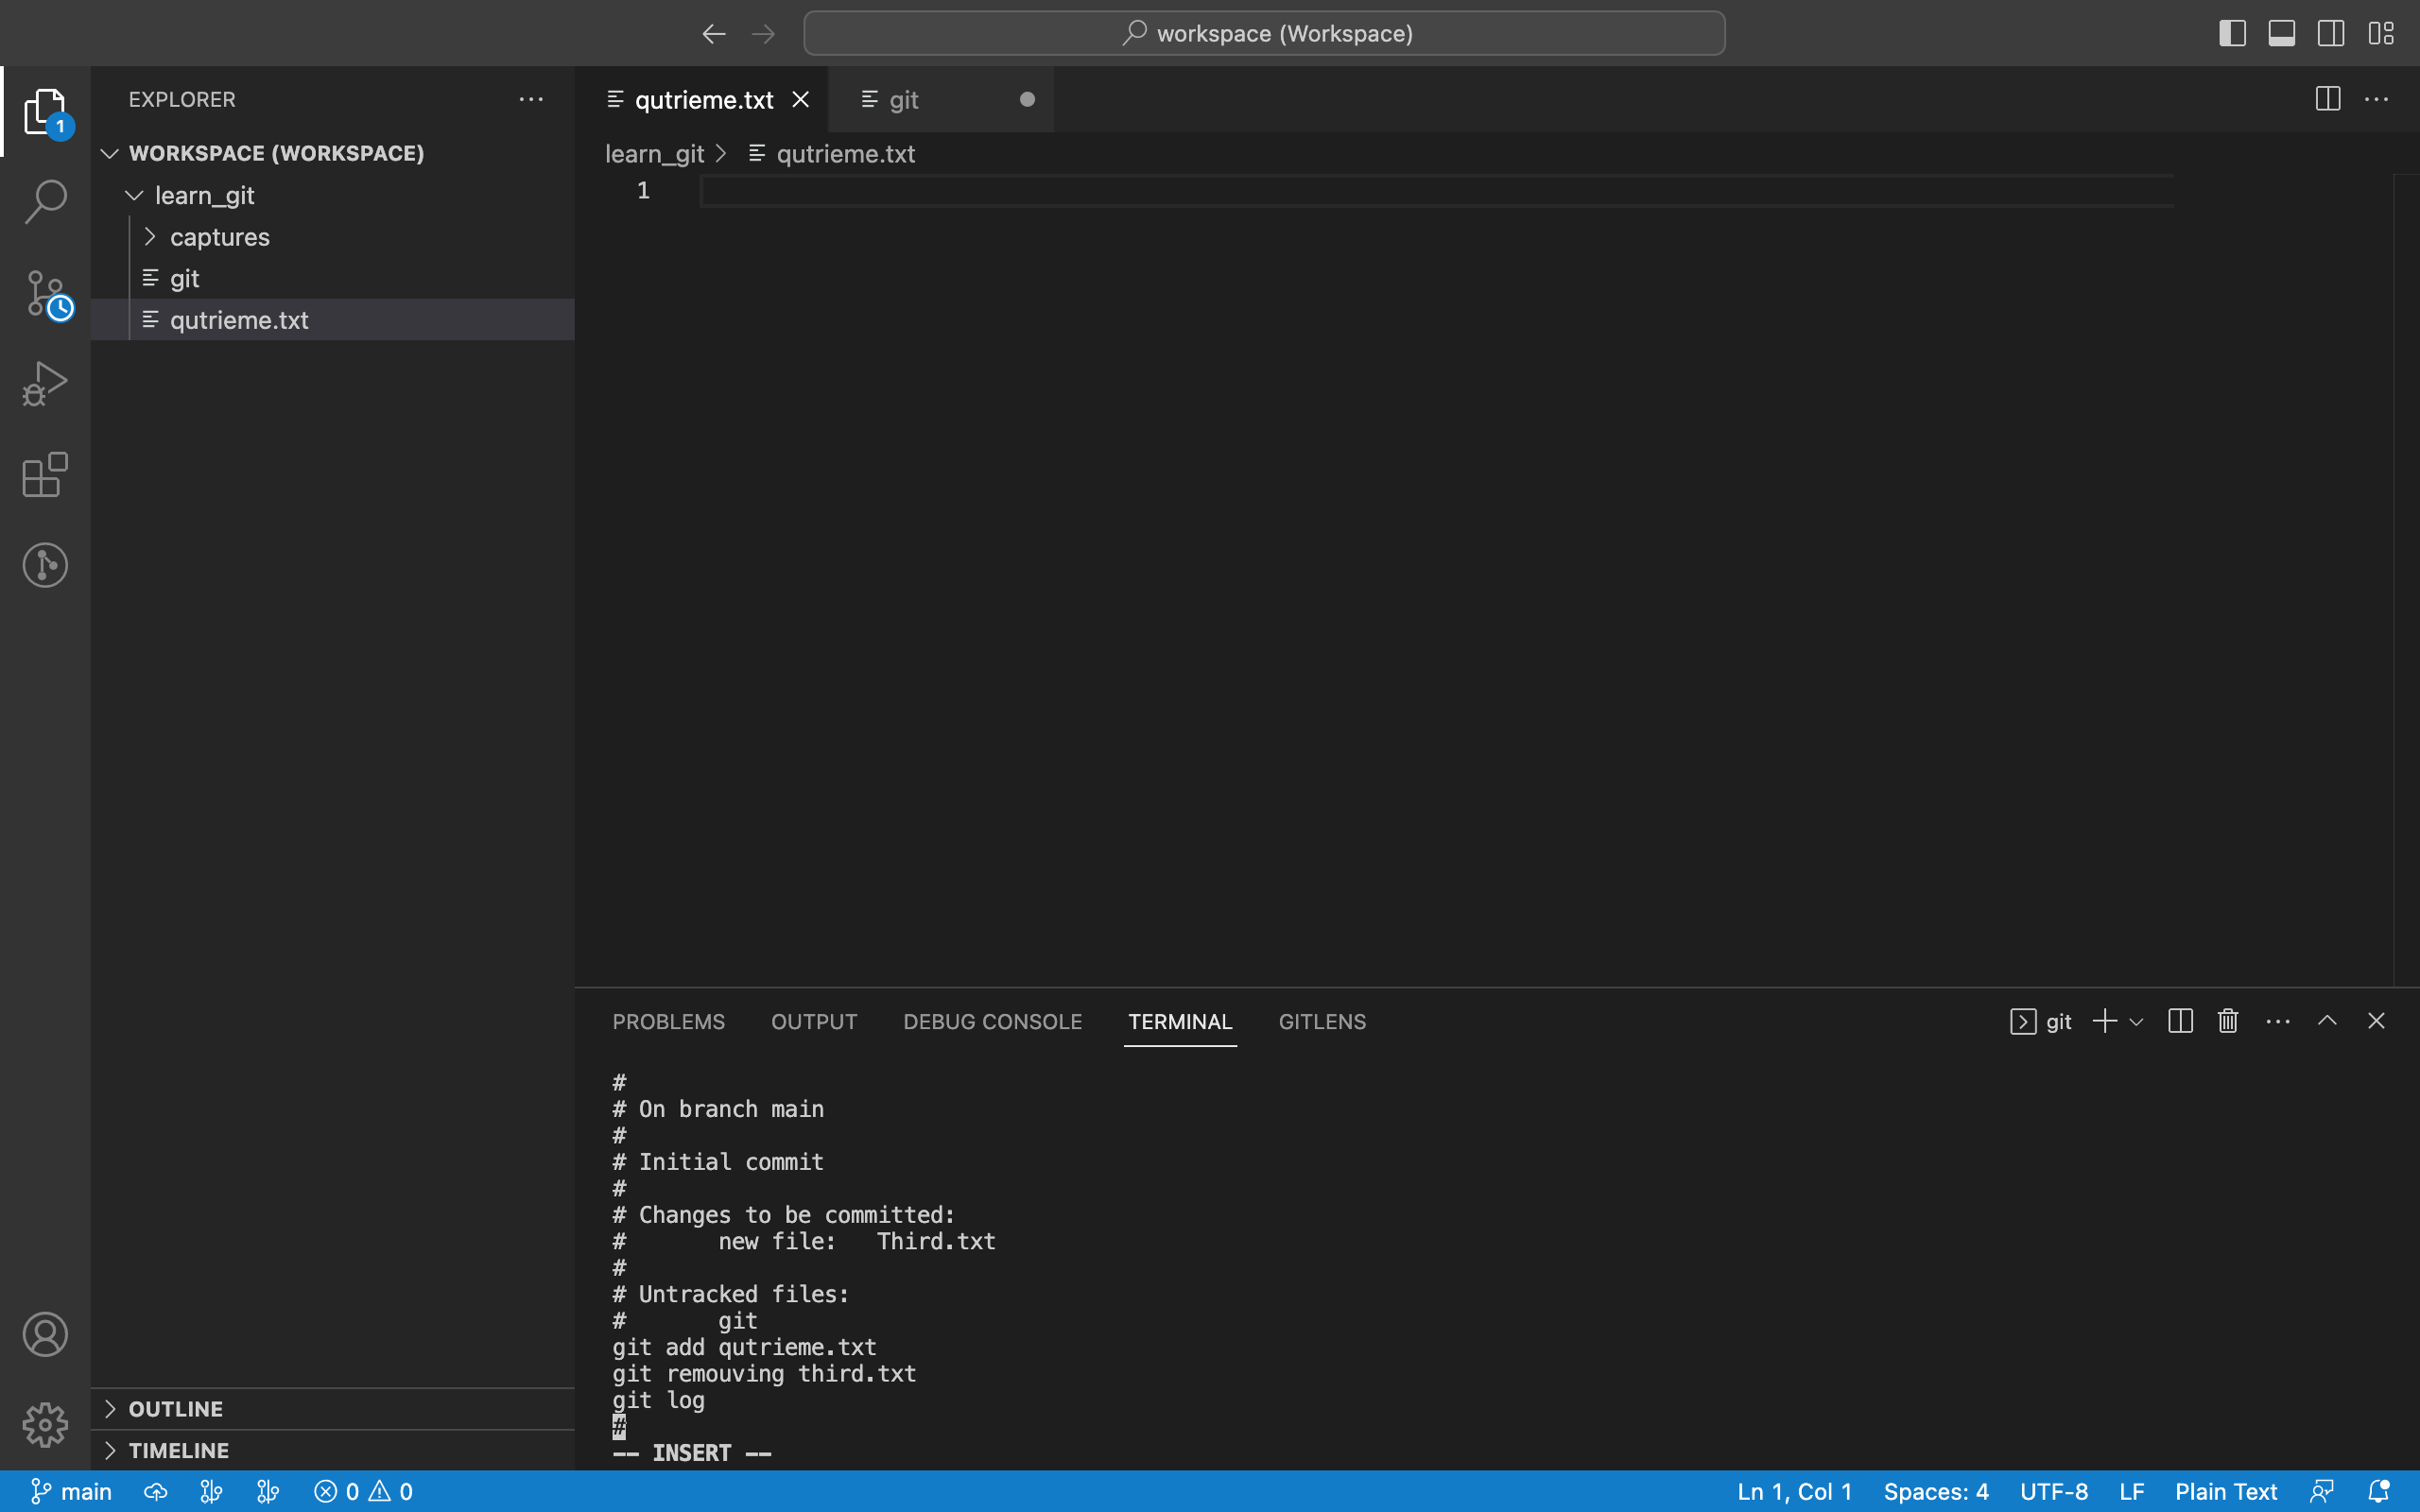 workspace (Workspace)
EXPLORER
1
WORKSPACE (WORKSPACE)
learn_git
captures
git
qutrieme.txt
OUTLINE
TIMELINE
qutrieme.txt
git
learn_git > qutrieme.txt
1
PROBLEMS OUTPUT DEBUG CONSOLE TERMINAL GITLENS
git
#
# On branch main
#
# Initial commit
#
# Changes to be committed:
#       new file:   Third.txt
#
# Untracked files:
#       git
git add qutrieme.txt
git remouving third.txt
git log
#
-- INSERT --
main 0 0 Ln 1, Col 1 Spaces: 4 UTF-8 LF Plain Text